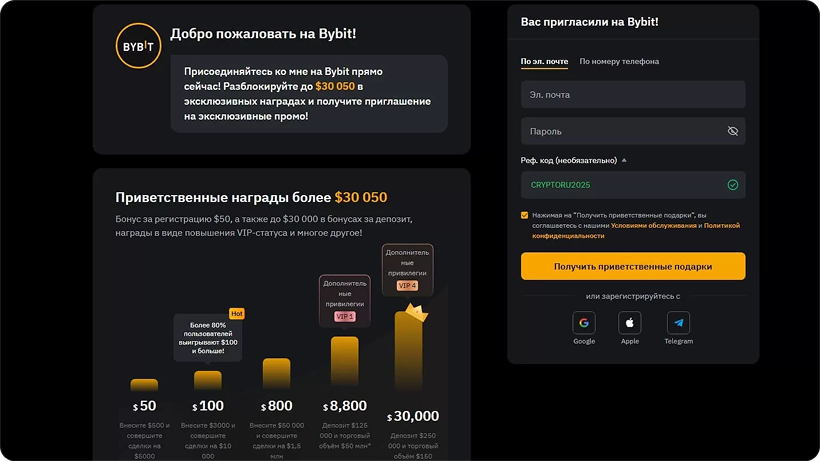 BYBIT
Добро пожаловать на Bybit!
Присоединяйтесь ко мне на Bybit прямо
сейчас! Разблокируйте до $30 050 в
эксклюзивных наградах и получите приглашение
на эксклюзивные промо!
Приветственные награды более $30 050
Бонус за регистрацию $50, а также до $30 000 в бонусах за депозит,
награды в виде повышения VIP-статуса и многое другое!
Hot
Более 80%
пользователей
выигрывают $100
и больше!
Дополнитель
ные
привилегии
VIP 1
Дополнитель
ные
привилегии
VIP 4
$50
Внесите $500 и
совершите
сделки на
$5000
$100
Внесите $3000 и
совершите
сделки на $10
000
$800
Внесите $50 000
и совершите
сделки на $1,5
млн
$8,800
Депозит $125
000 и торговый
объём $50 млн*
$30,000
Депозит $250
000 и торговый
объём $150
Вас пригласили на Bybit!
По эл. почте
По номеру телефона
Эл. почта
Пароль
Реф. код (необязательно)
CRYPTORU2025
Нажимая на "Получить приветственные подарки", вы
соглашаетесь с нашими Условиями обслуживания и Политикой
конфиденциальности
Получить приветственные подарки
или зарегистрируйтесь с
Google
Apple
Telegram